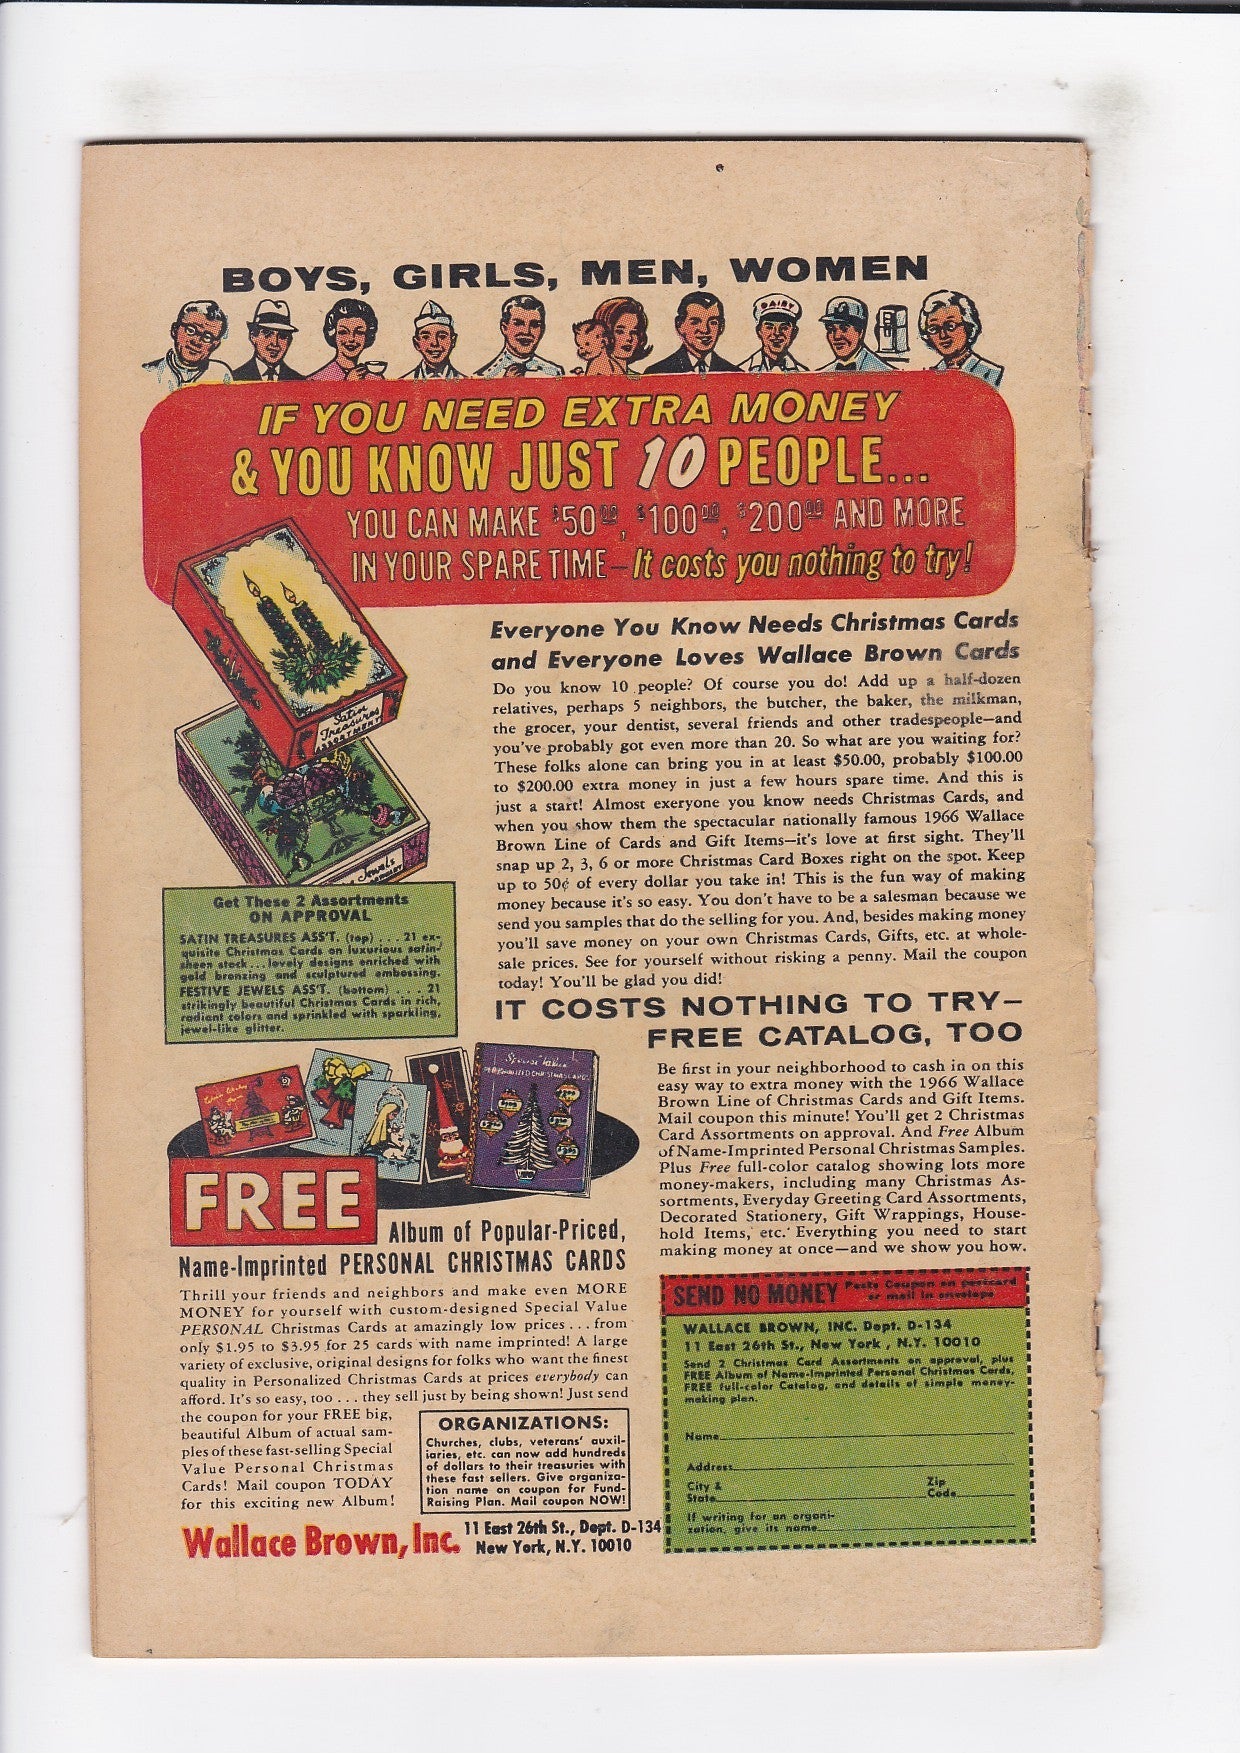 BOYS, GIRLS, MEN, WOMEN
DAIRY
IF YOU NEED EXTRA MONEY
& YOU KNOW JUST 10 PEOPLE...
YOU CAN MAKE $50.00, $100.00, $200.00 AND MORE
IN YOUR SPARE TIME—It costs you nothing to try!
Satin
Treasures
ASSORTMENT
Jewels
Everyone You Know Needs Christmas Cards
and Everyone Loves Wallace Brown Cards
Do you know 10 people? Of course you do! Add up a half-dozen
relatives, perhaps 5 neighbors, the butcher, the baker, the milkman,
the grocer, your dentist, several friends and other tradespeople—and
you've probably got even more than 20. So what are you waiting for?
These folks alone can bring you in at least $50.00, probably $100.00
to $200.00 extra money in just a few hours spare time. And this is
just a start! Almost exeryone you know needs Christmas Cards, and
when you show them the spectacular nationally famous 1966 Wallace
Brown Line of Cards and Gift Items—it's love at first sight. They'll
snap up 2, 3, 6 or more Christmas Card Boxes right on the spot. Keep
up to 50¢ of every dollar you take in! This is the fun way of making
money because it's so easy. You don't have to be a salesman because we
send you samples that do the selling for you. And, besides making money
you'll save money on your own Christmas Cards, Gifts, etc. at whole-
sale prices. See for yourself without risking a penny. Mail the coupon
today! You'll be glad you did!
Get These 2 Assortments
ON APPROVAL
SATIN TREASURES ASS'T. (top) . . . 21 ex-
quisite Christmas Cards on luxurious satin-
sheen stock...lovely designs enriched with
gold bronzing and sculptured embossing.
FESTIVE JEWELS ASS'T. (bottom) . . . 21
strikingly beautiful Christmas Cards in rich,
radiant colors and sprinkled with sparkling,
jewel-like glitter.
IT COSTS NOTHING TO TRY—
FREE CATALOG, TOO
Be first in your neighborhood to cash in on this
easy way to extra money with the 1966 Wallace
Brown Line of Christmas Cards and Gift Items.
Mail coupon this minute! You'll get 2 Christmas
Card Assortments on approval. And Free Album
of Name-Imprinted Personal Christmas Samples.
Plus Free full-color catalog showing lots more
money-makers, including many Christmas As-
sortments, Everyday Greeting Card Assortments,
Decorated Stationery, Gift Wrappings, House-
hold Items, etc. Everything you need to start
making money at once—and we show you how.
Special Value
PERSONALIZED CHRISTMAS CARDS
FREE
Album of Popular-Priced,
Name-Imprinted PERSONAL CHRISTMAS CARDS
Thrill your friends and neighbors and make even MORE
MONEY for yourself with custom-designed Special Value
PERSONAL Christmas Cards at amazingly low prices . . . from
only $1.95 to $3.95 for 25 cards with name imprinted! A large
variety of exclusive, original designs for folks who want the finest
quality in Personalized Christmas Cards at prices everybody can
afford. It's so easy, too . . . they sell just by being shown! Just send
the coupon for your FREE big,
beautiful Album of actual sam-
ples of these fast-selling Special
Value Personal Christmas
Cards! Mail coupon TODAY
for this exciting new Album!
ORGANIZATIONS:
Churches, clubs, veterans' auxil-
iaries, etc. can now add hundreds
of dollars to their treasuries with
these fast sellers. Give organiza-
tion name on coupon for Fund-
Raising Plan. Mail coupon NOW!
Wallace Brown, Inc. 11 East 26th St., Dept. D-134
New York, N.Y. 10010
SEND NO MONEY Paste Coupon on postcard
or mail in envelope
WALLACE BROWN, INC. Dept. D-134
11 East 26th St., New York, N.Y. 10010
Send 2 Christmas Card Assortments on approval, plus
FREE Album of Name-Imprinted Personal Christmas Cards,
FREE full-color Catalog, and details of simple money-
making plan.
Name
Address
City & State
Zip Code
If writing for an organi-
zation, give its name